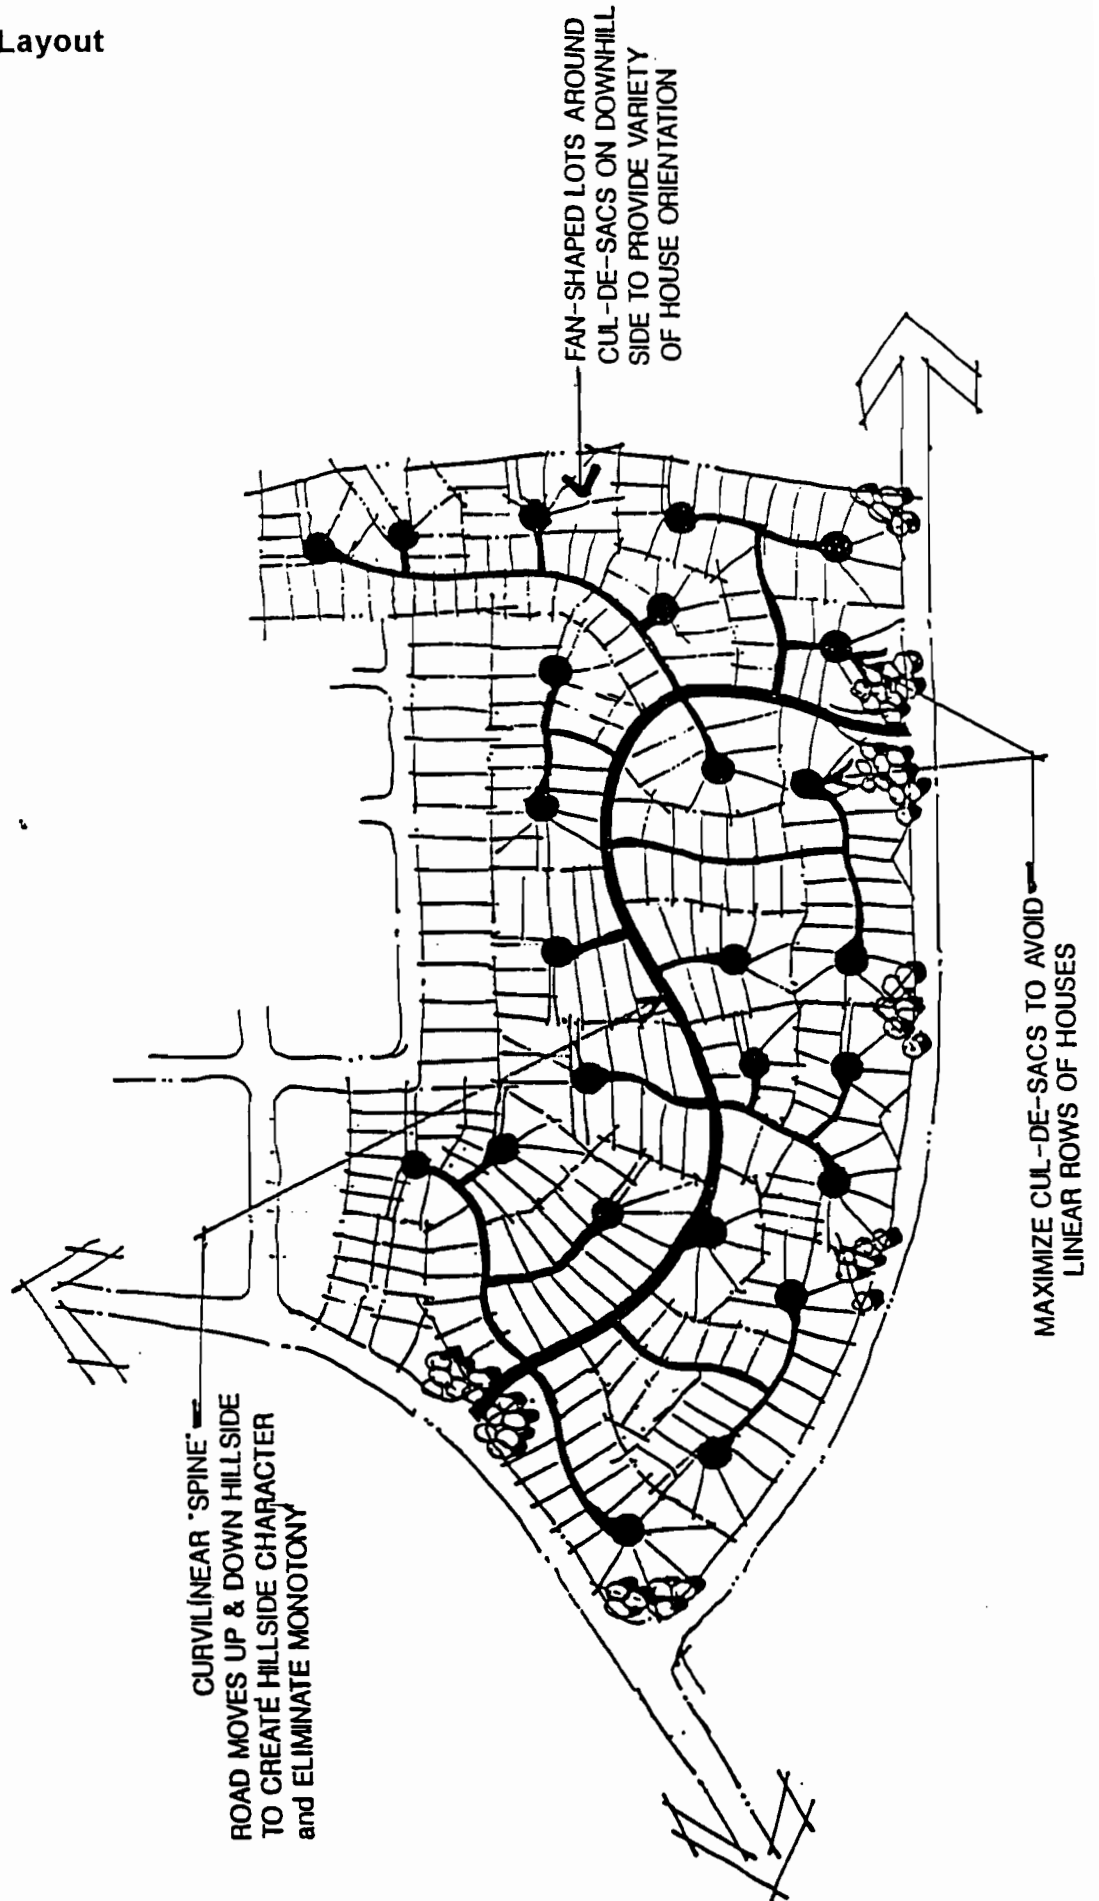 Layout
FAN-SHAPED LOTS AROUND
CUL-DE-SACS ON DOWNHILL
SIDE TO PROVIDE VARIETY
OF HOUSE ORIENTATION
MAXIMIZE CUL-DE-SACS TO AVOID
LINEAR ROWS OF HOUSES
CURVILINEAR "SPINE"
ROAD MOVES UP & DOWN HILLSIDE
TO CREATE HILLSIDE CHARACTER
and ELIMINATE MONOTONY